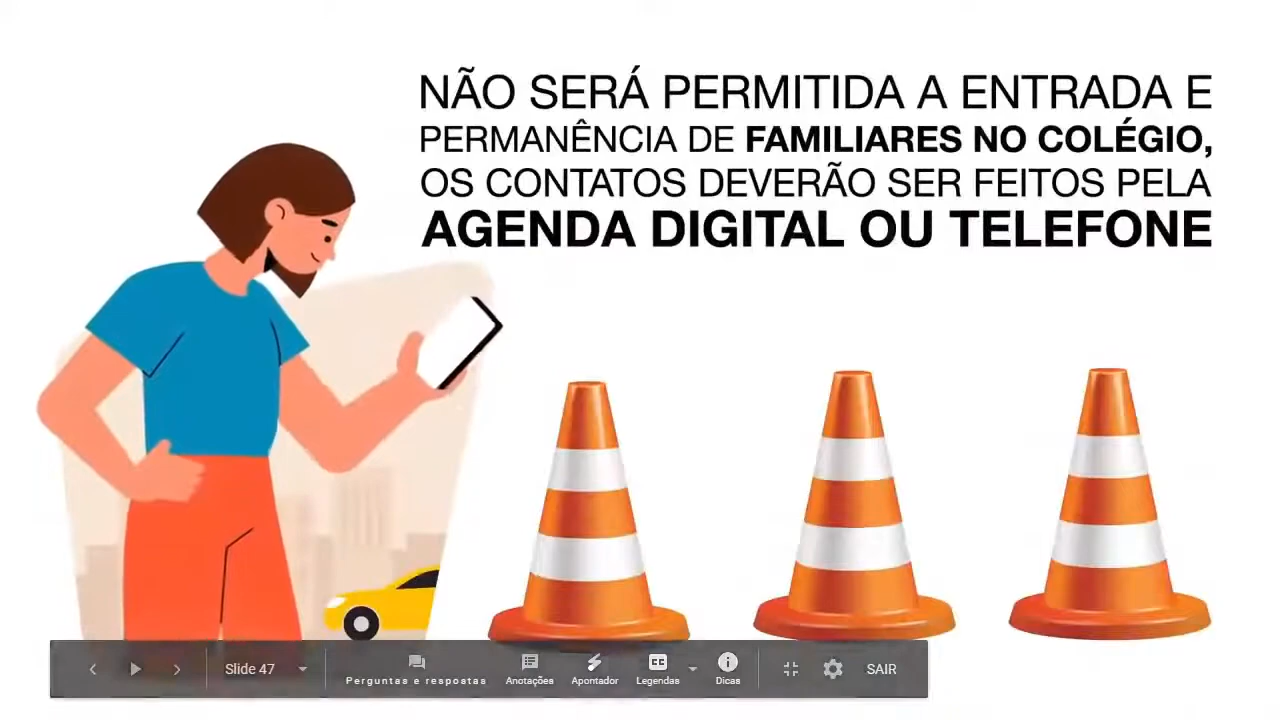 NÃO SERÁ PERMITIDA A ENTRADA E
PERMANÊNCIA DE FAMILIARES NO COLÉGIO,
OS CONTATOS DEVERÃO SER FEITOS PELA
AGENDA DIGITAL OU TELEFONE
Slide 47
Perguntas e respostas
Anotações
Apontador
CC
Legendas
Dicas
SAIR